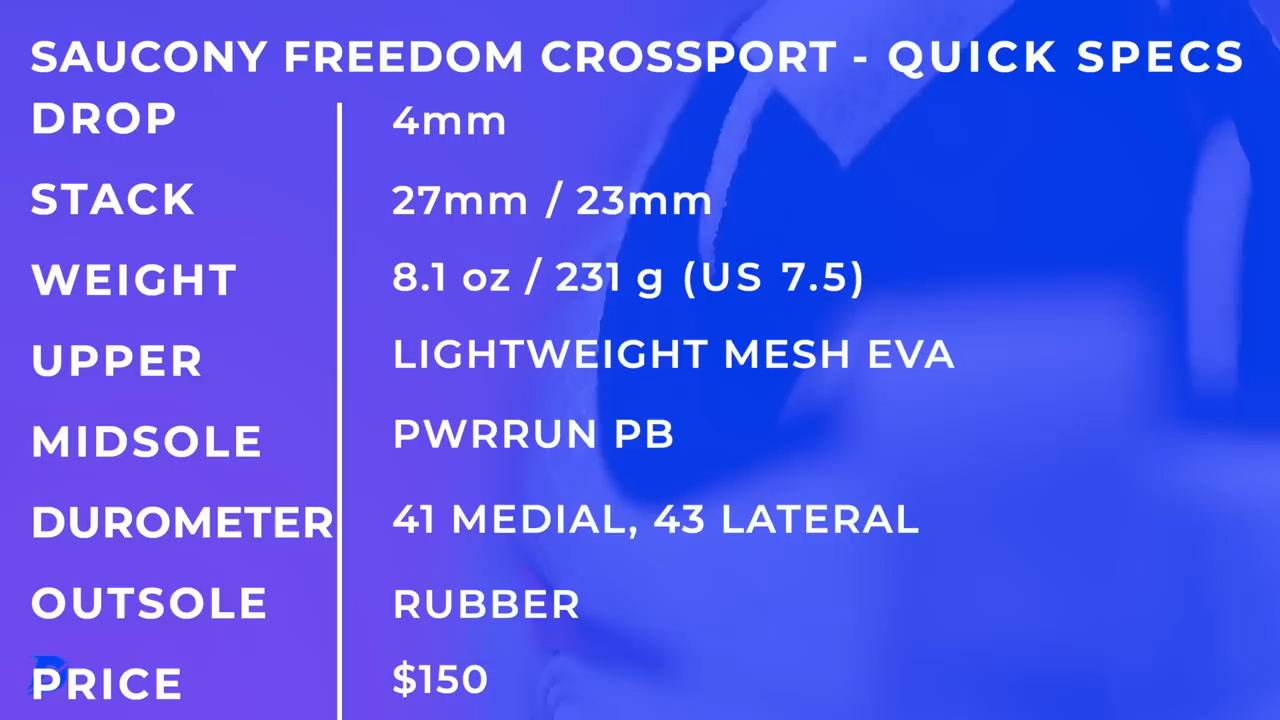 SAUCONY FREEDOM CROSSPORT - QUICK SPECS
DROP 4mm
STACK 27mm / 23mm
WEIGHT 8.1 oz / 231 g (US 7.5)
UPPER LIGHTWEIGHT MESH EVA
MIDSOLE PWRRUN PB
DUROMETER 41 MEDIAL, 43 LATERAL
OUTSOLE RUBBER
PRICE $150